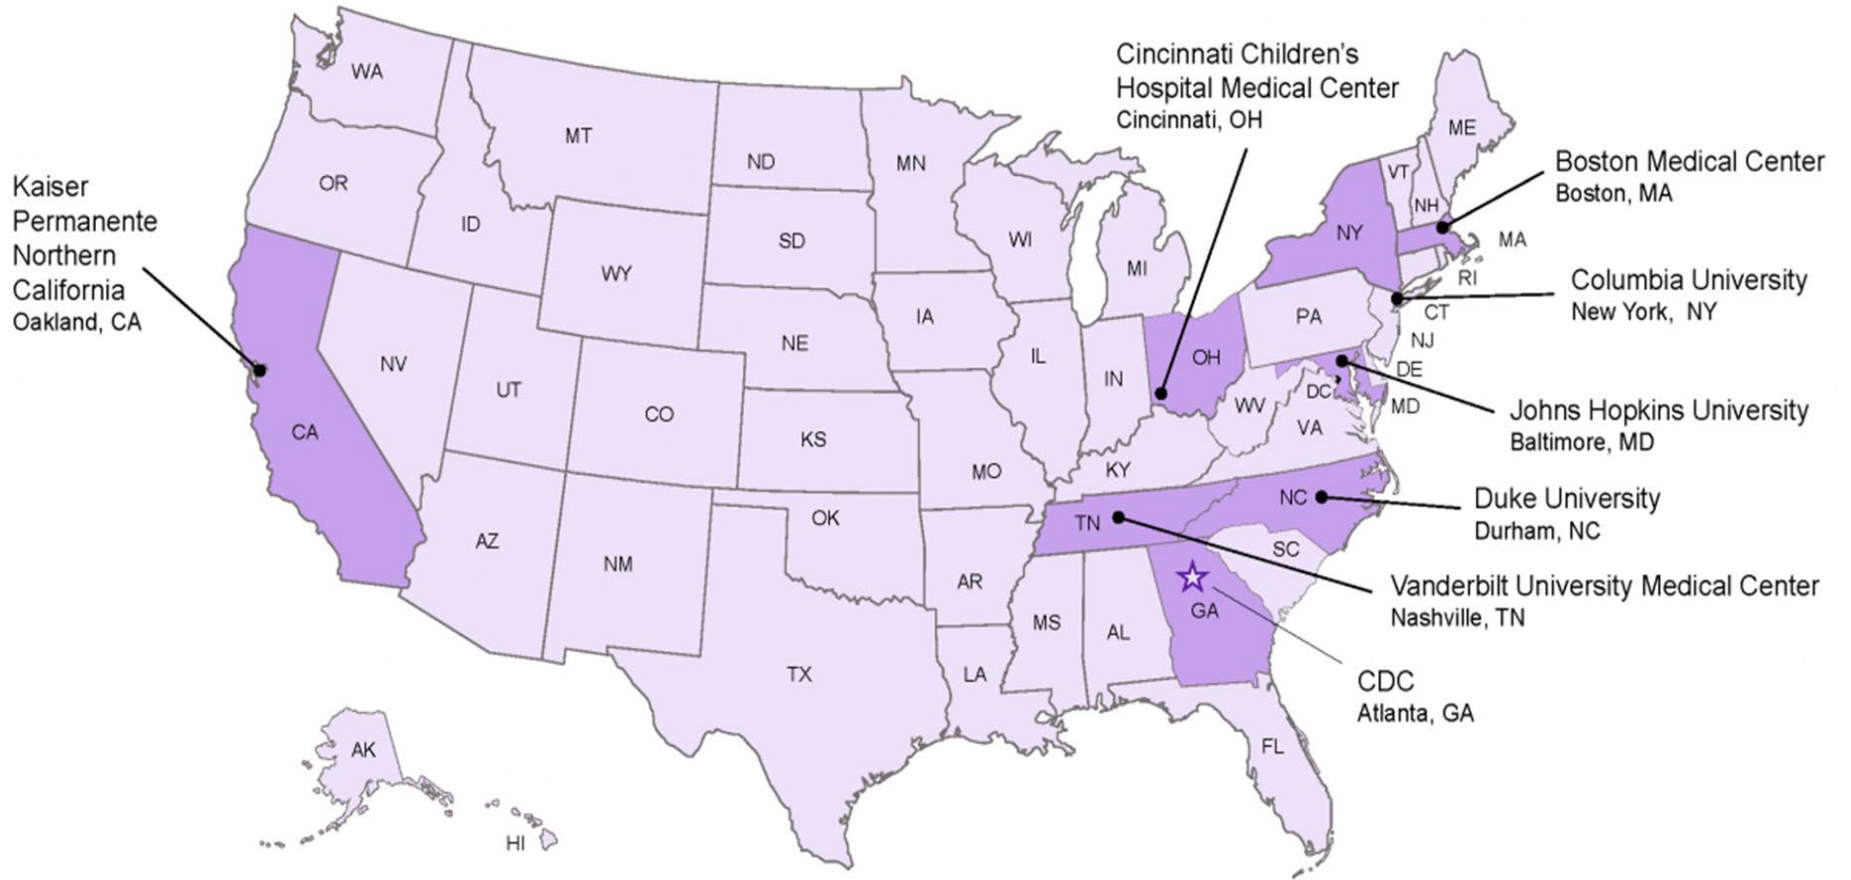 Cincinnati Children's
Hospital Medical Center
Cincinnati, OH
Boston Medical Center
Boston, MA
Kaiser
Permanente
Northern
California
Oakland, CA
Columbia University
New York, NY
Johns Hopkins University
Baltimore, MD
Duke University
Durham, NC
Vanderbilt University Medical Center
Nashville, TN
CDC
Atlanta, GA
WA
MT
ND
MN
ME
VT
NH
OR
ID
WY
SD
WI
MI
NY
MA
RI
CT
NJ
DE
MD
DC
PA
OH
IN
IL
IA
NE
NV
UT
CO
CA
KS
MO
KY
WV
VA
NC
TN
SC
OK
AZ
NM
AR
MS
AL
GA
TX
LA
FL
AK
HI